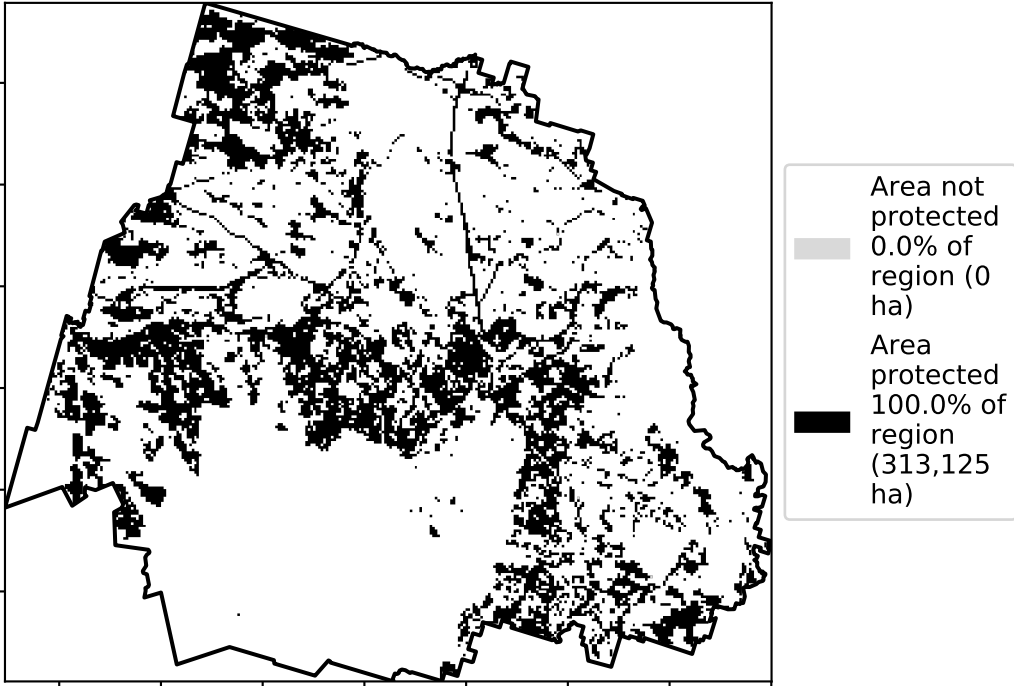 Area not
protected
0.0% of
region (0
ha)
Area
protected
100.0% of
region
(313,125
ha)